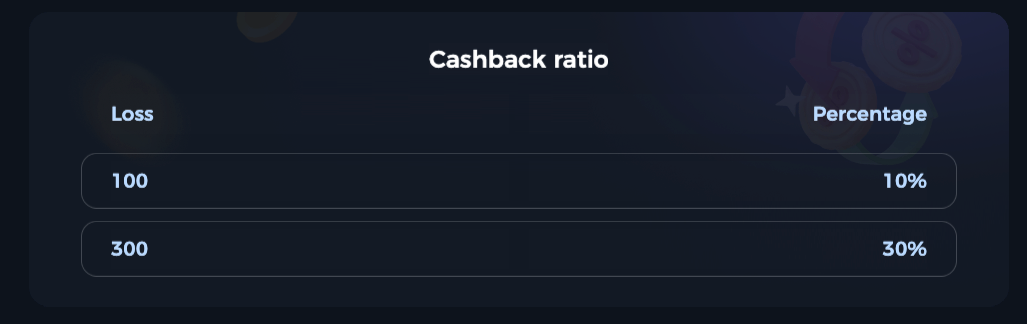 Cashback ratio
Loss Percentage
100 10%
300 30%